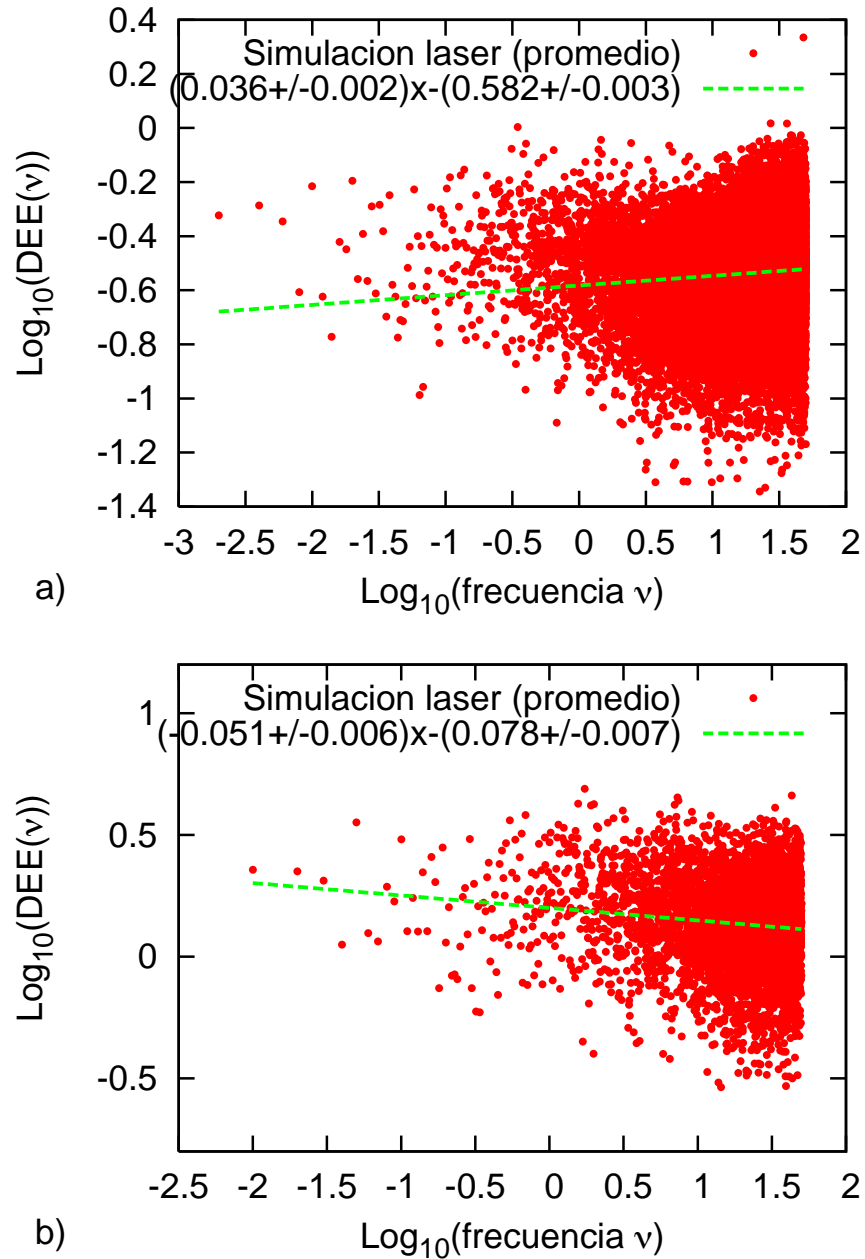 0.4
0.2
0
-0.2
-0.4
-0.6
-0.8
-1
-1.2
-1.4
Log10(DEE(ν))
Simulacion laser (promedio)
(0.036+/-0.002)x-(0.582+/-0.003)
-3 -2.5 -2 -1.5 -1 -0.5 0 0.5 1 1.5 2
Log10(frecuencia ν)
a)
1
0.5
0
-0.5
Log10(DEE(ν))
Simulacion laser (promedio)
(-0.051+/-0.006)x-(0.078+/-0.007)
-2.5 -2 -1.5 -1 -0.5 0 0.5 1 1.5 2
Log10(frecuencia ν)
b)